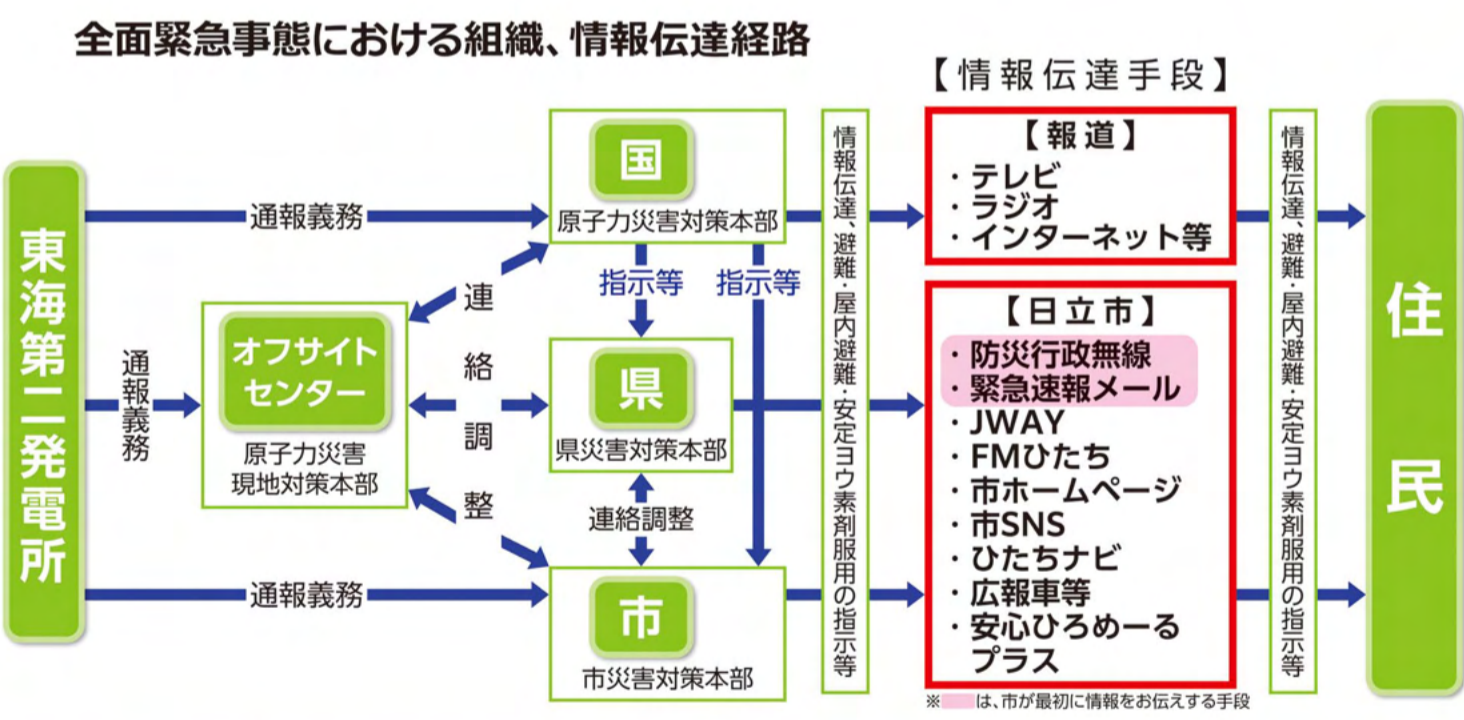 全面緊急事態における組織、情報伝達経路
【情報伝達手段】
東海第二発電所
通報義務
通報義務
通報義務
オフサイト
センター
原子力災害
現地対策本部
連絡調整
国
原子力災害対策本部
指示等
指示等
県
県災害対策本部
連絡調整
市
市災害対策本部
情報伝達、避難・屋内避難・安定ヨウ素剤服用の指示等
【報道】
・テレビ
・ラジオ
・インターネット等
【日立市】
・防災行政無線
・緊急速報メール
・JWAY
・FMひたち
・市ホームページ
・市SNS
・ひたちナビ
・広報車等
・安心ひろめーる
プラス
※ は、市が最初に情報をお伝えする手段
情報伝達、避難・屋内避難・安定ヨウ素剤服用の指示等
住民